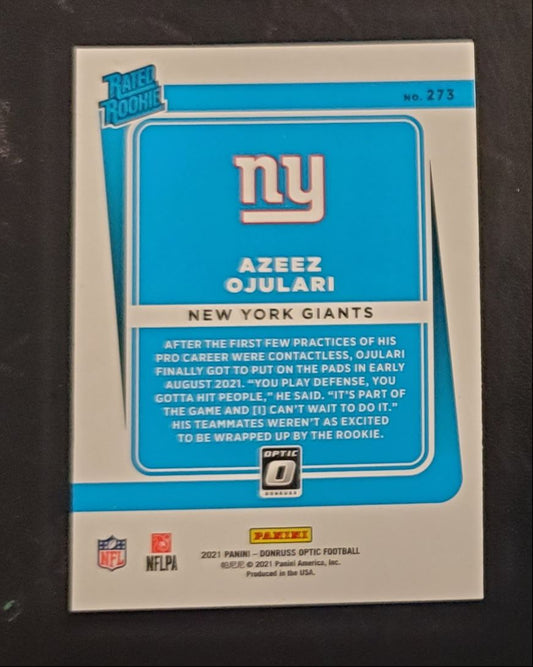 RATED
ROOKIE
NO. 273
ny
AZEEZ
OJULARI
NEW YORK GIANTS
AFTER THE FIRST FEW PRACTICES OF HIS
PRO CAREER WERE CONTACTLESS, OJULARI
FINALLY GOT TO PUT ON THE PADS IN EARLY
AUGUST 2021. “YOU PLAY DEFENSE, YOU
GOTTA HIT PEOPLE,” HE SAID. “IT’S PART OF
THE GAME AND [I] CAN’T WAIT TO DO IT.”
HIS TEAMMATES WEREN’T AS EXCITED
TO BE WRAPPED UP BY THE ROOKIE.
OPTIC
DONRUSS
PANINI
NFL
NFLPA
2021 PANINI – DONRUSS OPTIC FOOTBALL
© 2021 Panini America, Inc.
Produced in the USA.